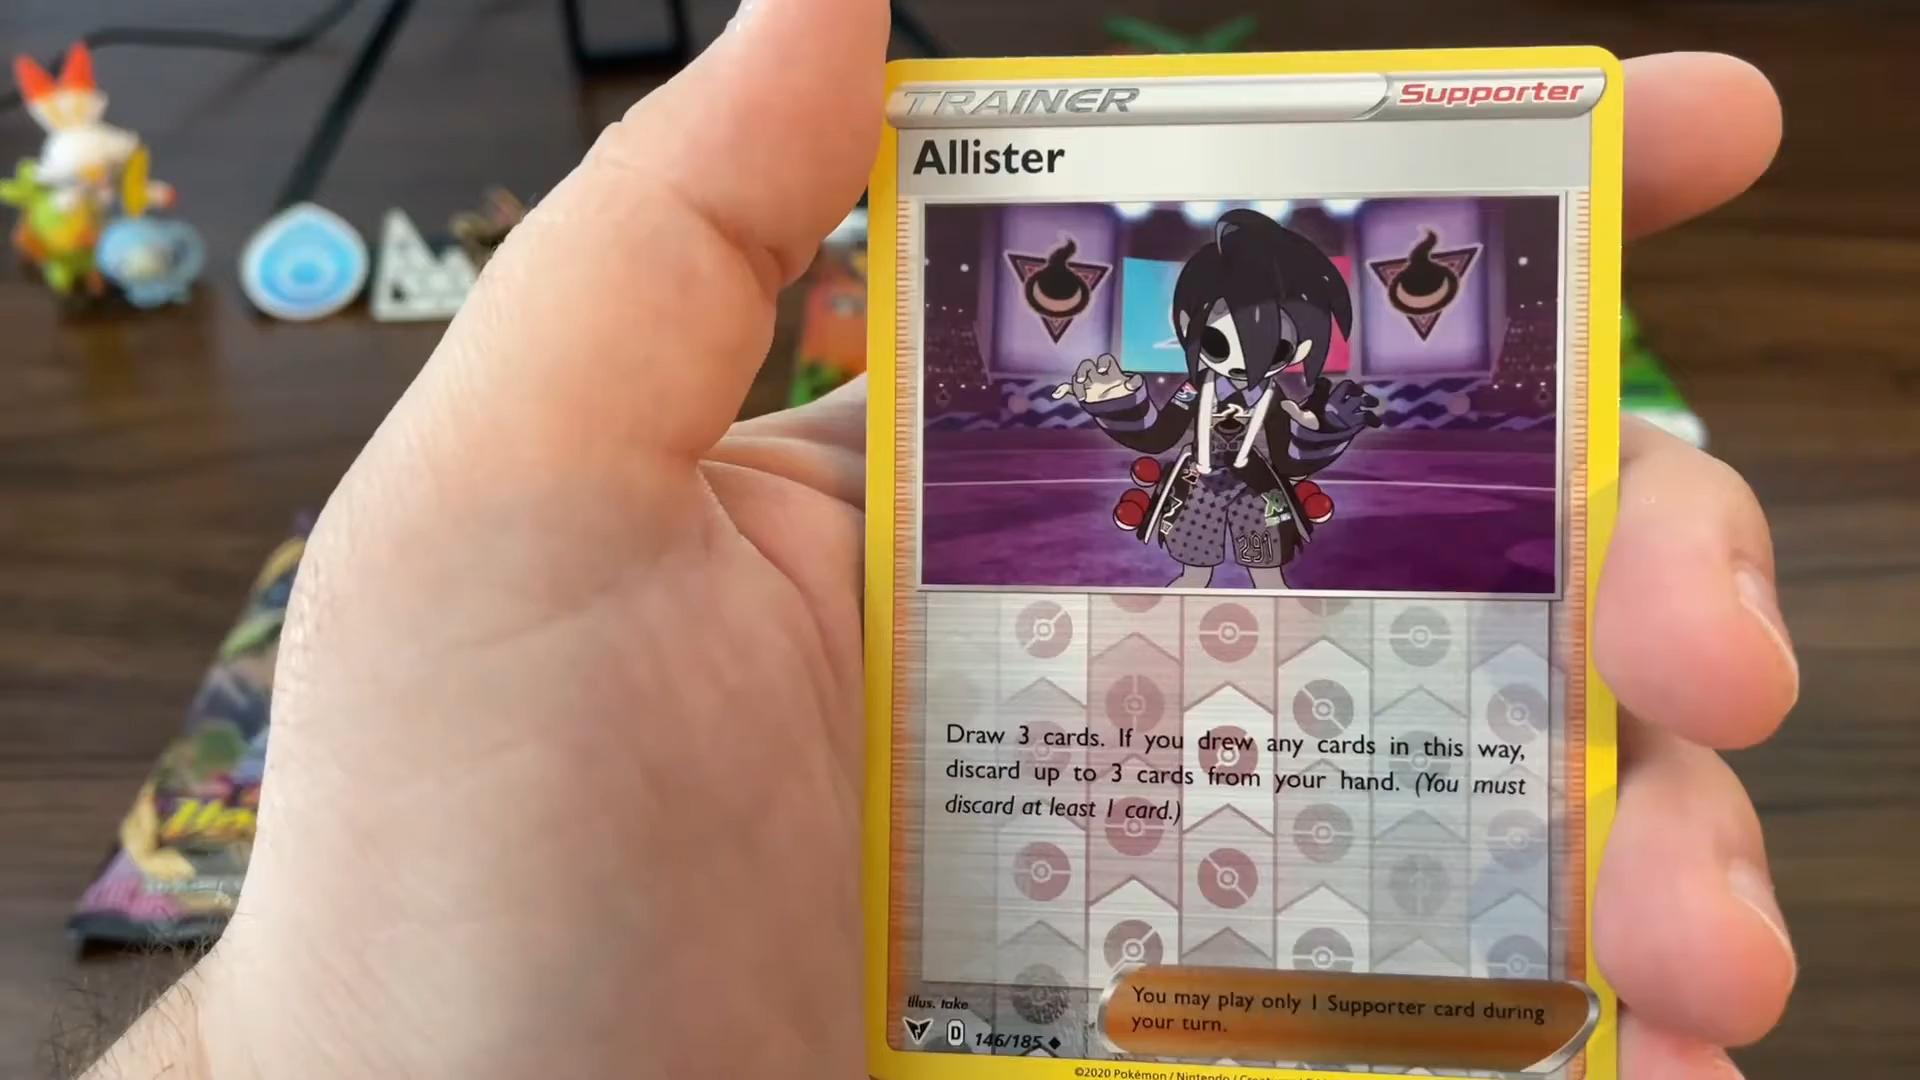 TRAINER Supporter
Allister
291
Draw 3 cards. If you drew any cards in this way,
discard up to 3 cards from your hand. (You must
discard at least 1 card.)
You may play only 1 Supporter card during
your turn.
Illus. take
D 146/185
©2020 Pokémon / Nintendo /